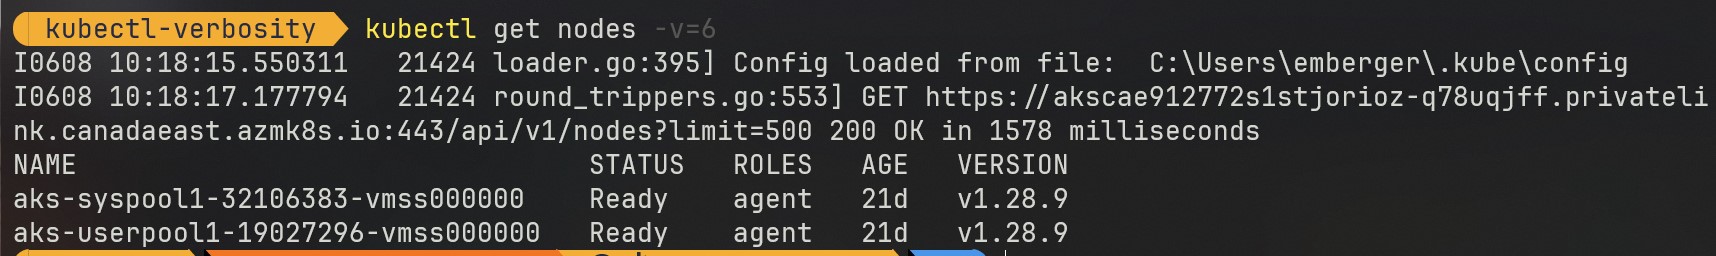 kubectl-verbosity kubectl get nodes -v=6
I0608 10:18:15.550311   21424 loader.go:395] Config loaded from file:  C:\Users\emberger\.kube\config
I0608 10:18:17.177794   21424 round_trippers.go:553] GET https://akscae912772s1stjorioz-q78uqjff.privateli
nk.canadaeast.azmk8s.io:443/api/v1/nodes?limit=500 200 OK in 1578 milliseconds
NAME                                STATUS   ROLES   AGE   VERSION
aks-syspool1-32106383-vmss000000    Ready    agent   21d   v1.28.9
aks-userpool1-19027296-vmss000000   Ready    agent   21d   v1.28.9